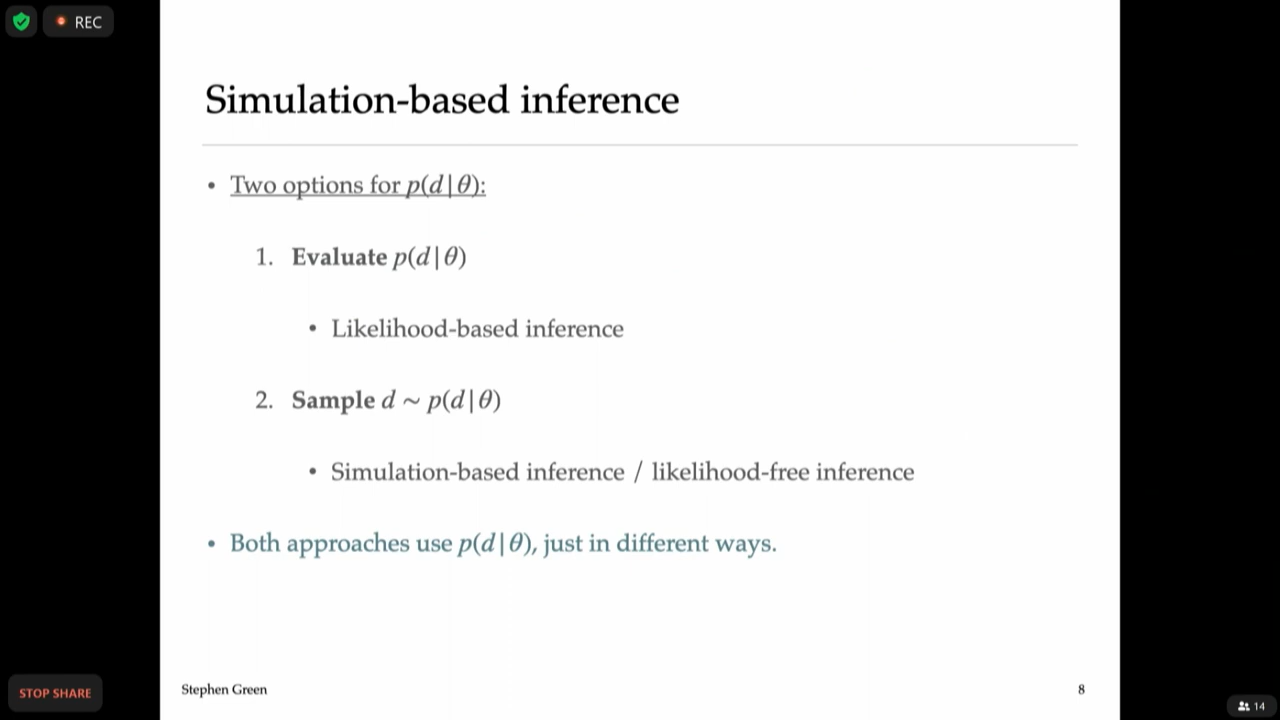 REC
Simulation-based inference
• Two options for p(d|θ):
1. Evaluate p(d|θ)
• Likelihood-based inference
2. Sample d ~ p(d|θ)
• Simulation-based inference / likelihood-free inference
• Both approaches use p(d|θ), just in different ways.
STOP SHARE
Stephen Green
8
14